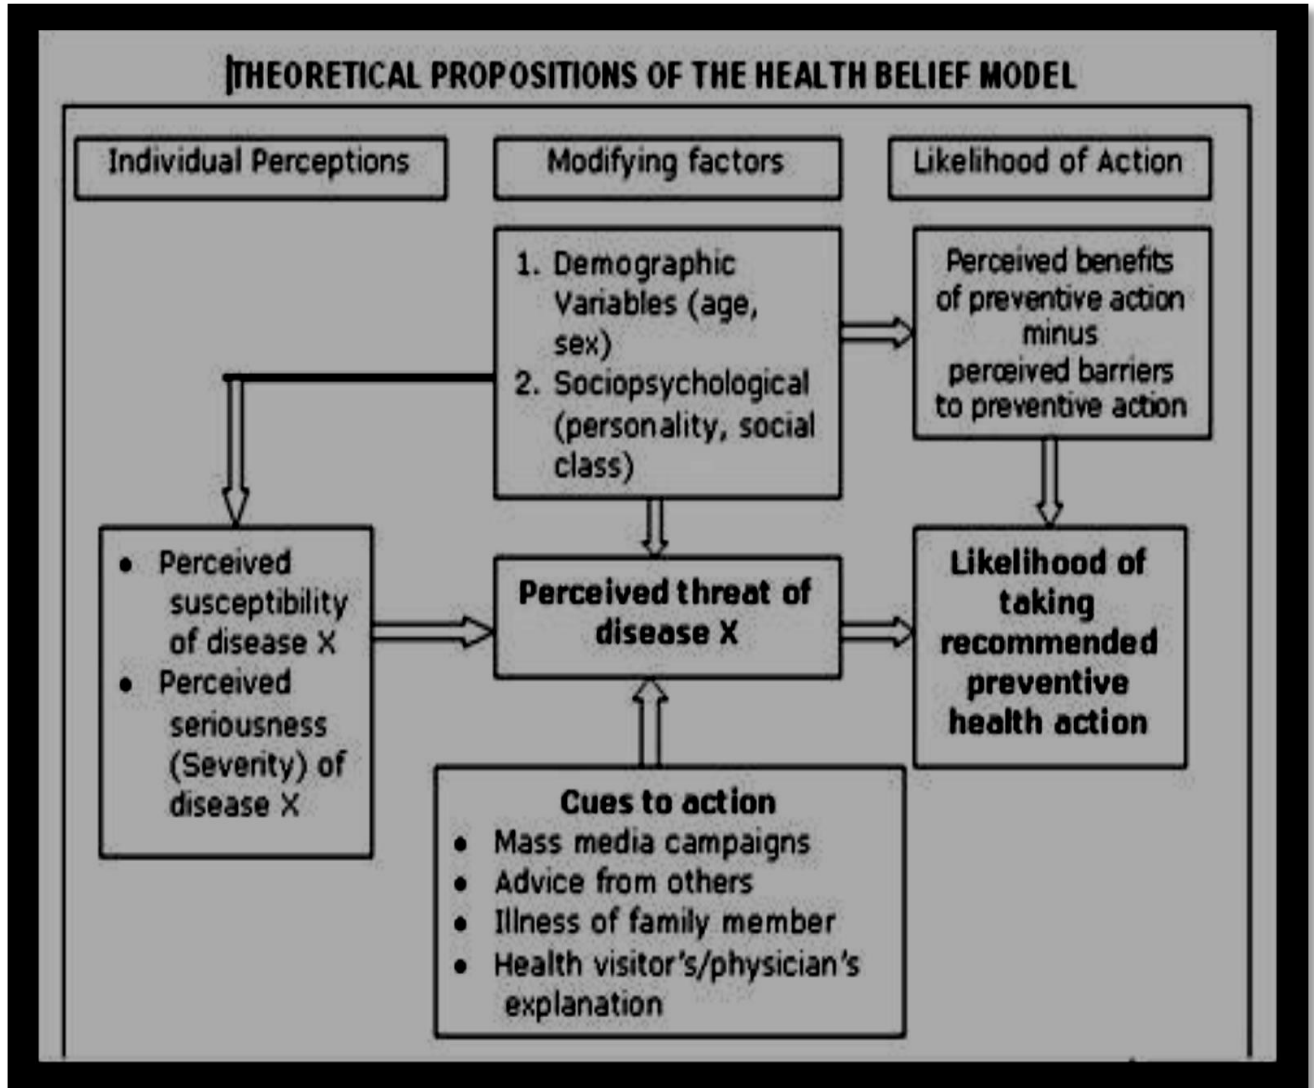 THEORETICAL PROPOSITIONS OF THE HEALTH BELIEF MODEL
Individual Perceptions
Modifying factors
Likelihood of Action
1. Demographic
Variables (age,
sex)
2. Sociopsychological
(personality, social
class)
Perceived benefits
of preventive action
minus
perceived barriers
to preventive action
• Perceived
susceptibility
of disease X
• Perceived
seriousness
(Severity) of
disease X
Perceived threat of
disease X
Likelihood of
taking
recommended
preventive
health action
Cues to action
• Mass media campaigns
• Advice from others
• Illness of family member
• Health visitor's/physician's
explanation